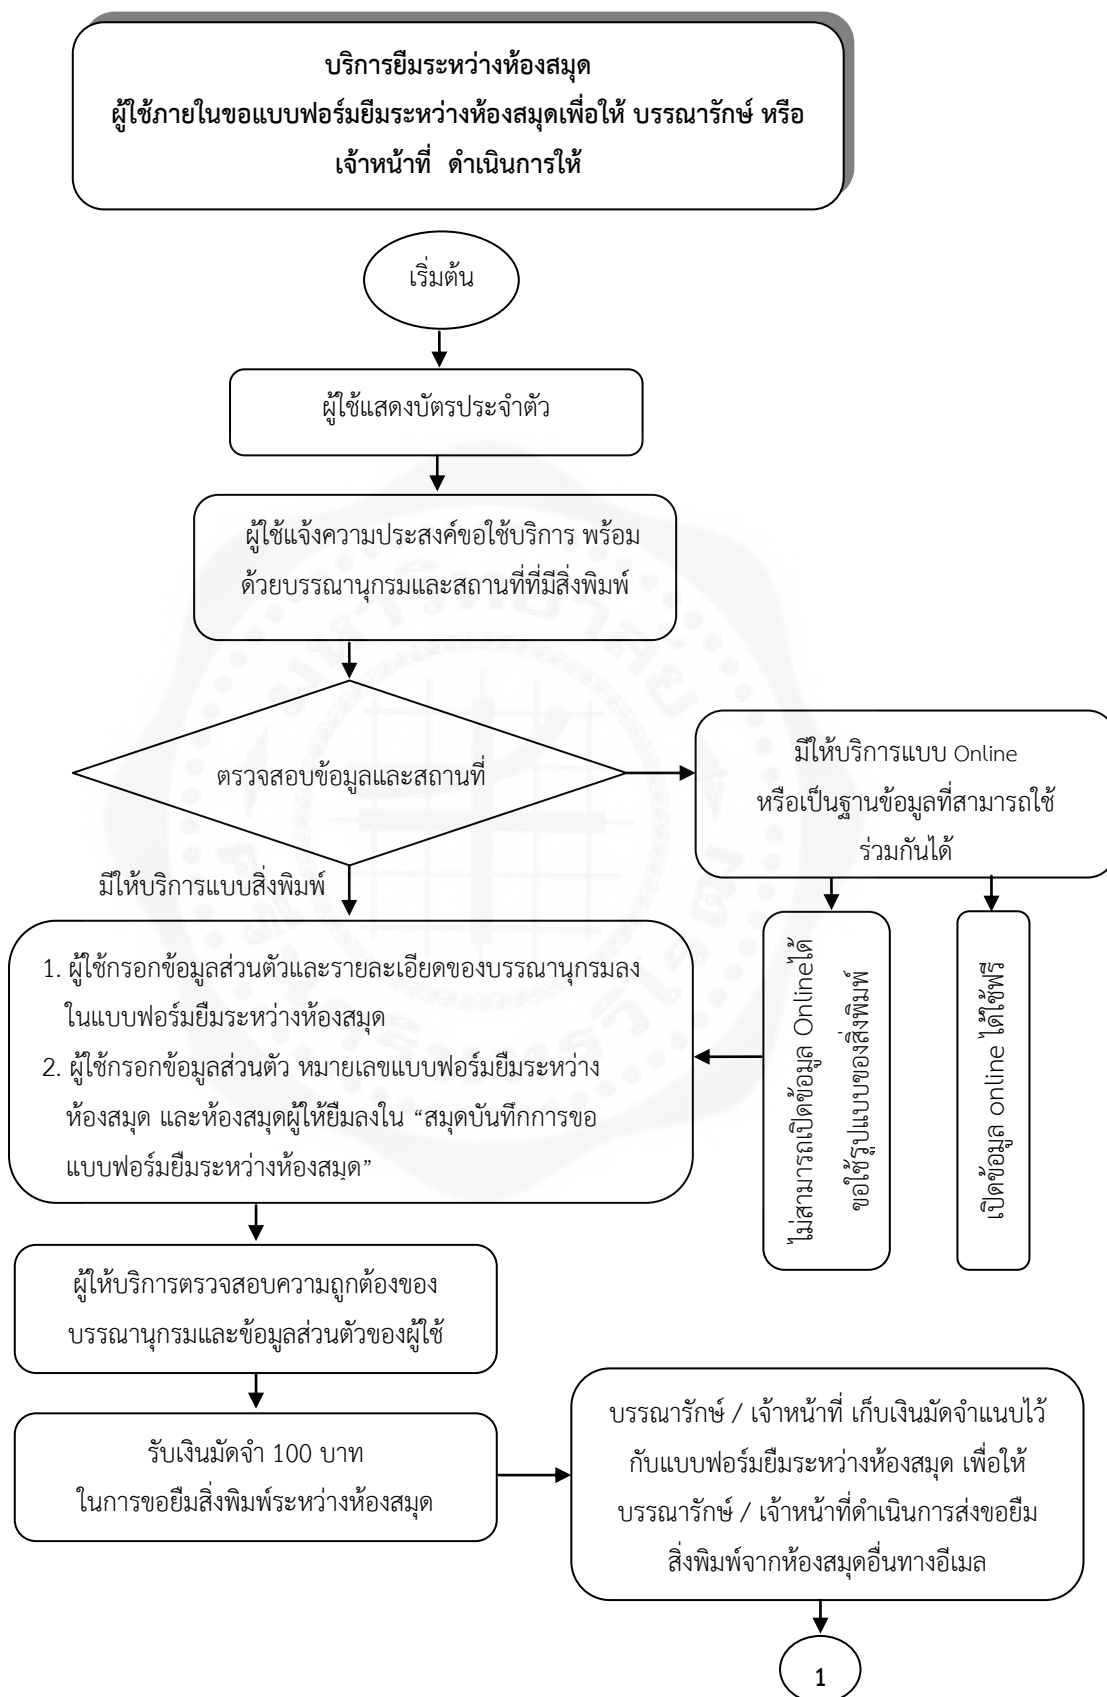 บริการยืมระหว่างห้องสมุด
ผู้ใช้ภายในขอแบบฟอร์มยืมระหว่างห้องสมุดเพื่อให้ บรรณารักษ์ หรือ
เจ้าหน้าที่ ดำเนินการให้
เริ่มต้น
ผู้ใช้แสดงบัตรประจำตัว
ผู้ใช้แจ้งความประสงค์ขอใช้บริการ พร้อม
ด้วยบรรณานุกรมและสถานที่ที่มีสิ่งพิมพ์
ตรวจสอบข้อมูลและสถานที่
มีให้บริการแบบ Online
หรือเป็นฐานข้อมูลที่สามารถใช้
ร่วมกันได้
มีให้บริการแบบสิ่งพิมพ์
1. ผู้ใช้กรอกข้อมูลส่วนตัวและรายละเอียดของบรรณานุกรมลง
ในแบบฟอร์มยืมระหว่างห้องสมุด
2. ผู้ใช้กรอกข้อมูลส่วนตัว หมายเลขแบบฟอร์มยืมระหว่าง
ห้องสมุด และห้องสมุดผู้ให้ยืมลงใน “สมุดบันทึกการขอ
แบบฟอร์มยืมระหว่างห้องสมุด”
ไม่สามารถเปิดข้อมูล Onlineได้
ขอใช้รูปแบบของสิ่งพิมพ์
เปิดข้อมูล online ได้ใช้ฟรี
ผู้ให้บริการตรวจสอบความถูกต้องของ
บรรณานุกรมและข้อมูลส่วนตัวของผู้ใช้
รับเงินมัดจำ 100 บาท
ในการขอยืมสิ่งพิมพ์ระหว่างห้องสมุด
บรรณารักษ์ / เจ้าหน้าที่ เก็บเงินมัดจำแนบไว้
กับแบบฟอร์มยืมระหว่างห้องสมุด เพื่อให้
บรรณารักษ์ / เจ้าหน้าที่ดำเนินการส่งขอยืม
สิ่งพิมพ์จากห้องสมุดอื่นทางอีเมล
1